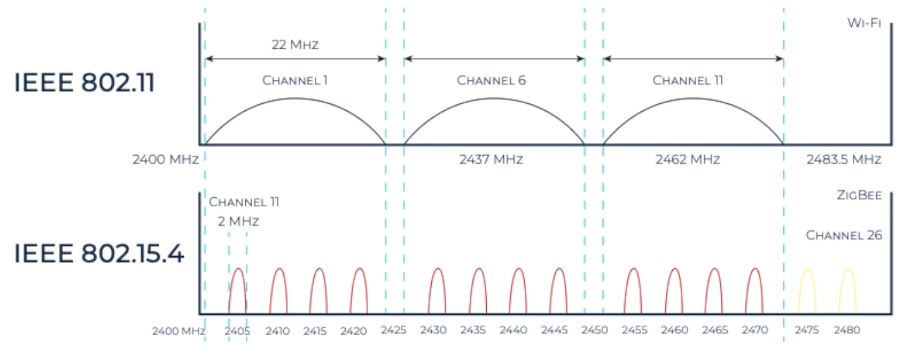 Wi-Fi
22 MHz
IEEE 802.11
Channel 1
Channel 6
Channel 11
2400 MHz
2437 MHz
2462 MHz
2483.5 MHz
ZigBee
Channel 11
2 MHz
Channel 26
IEEE 802.15.4
2400 MHz 2405 2410 2415 2420 2425 2430 2435 2440 2445 2450 2455 2460 2465 2470 2475 2480